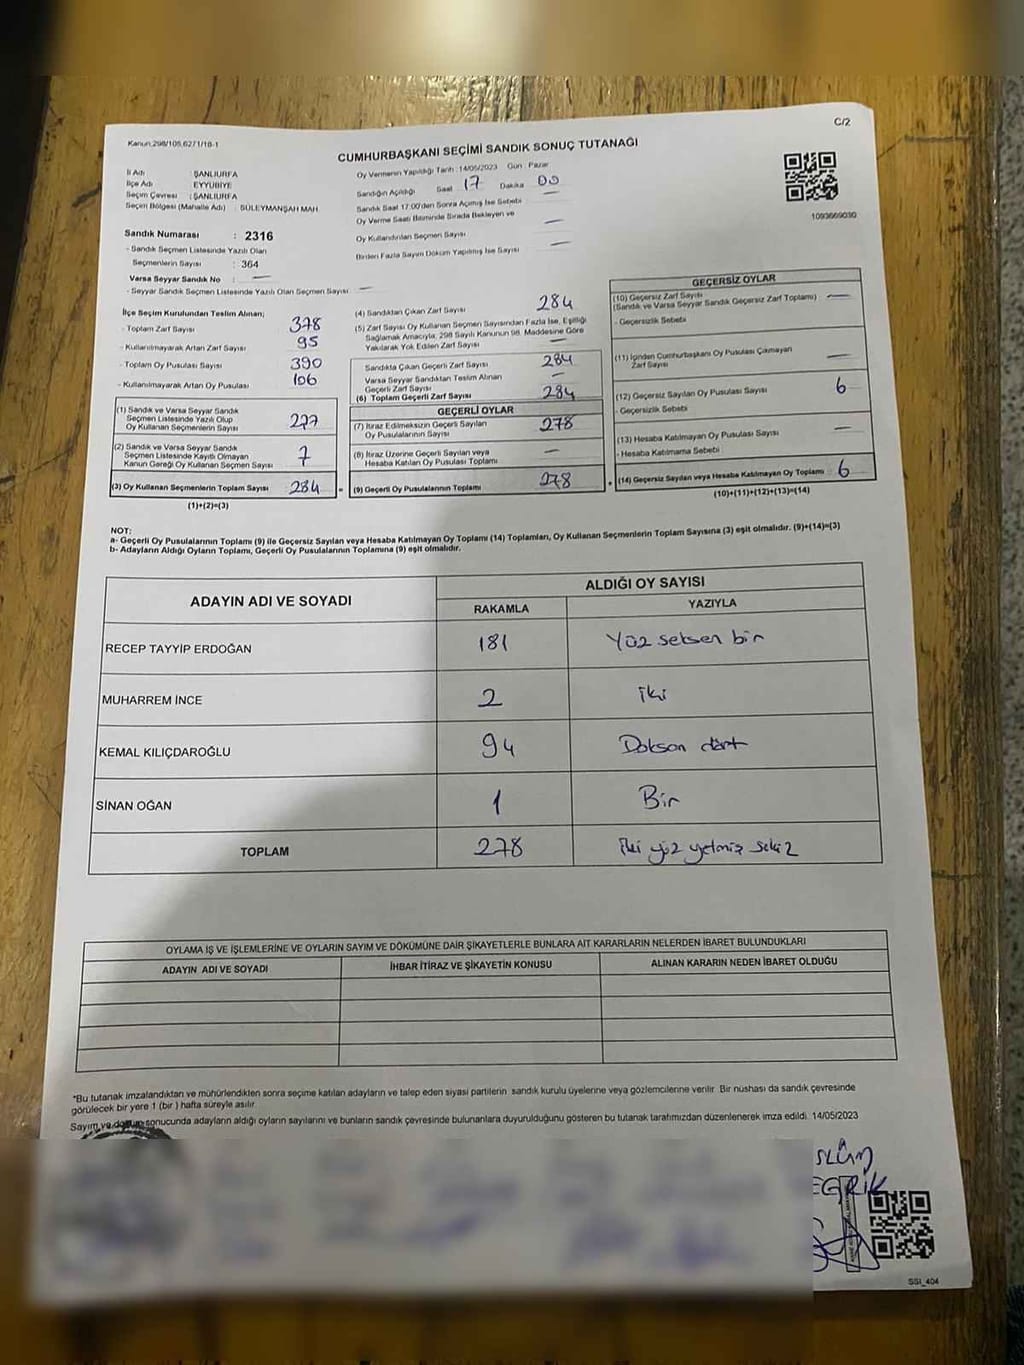 C/2
Kanun,298/105,6271/18-1
CUMHURBAŞKANI SEÇİMİ SANDIK SONUÇ TUTANAĞI
İl Adı : ŞANLIURFA
İlçe Adı : EYYÜBİYE
Seçim Çevresi : ŞANLIURFA
Seçim Bölgesi (Mahalle Adı) : SÜLEYMANŞAH MAH.
Oy Vermenin Yapıldığı Tarih :14/05/2023 Gün : Pazar
Sandığın Açıldığı Saat 17 Dakika 00
Sandık Saat 17:00'den Sonra Açılmış İse Sebebi —
Oy Verme Saati Bitiminde Sırada Bekleyen ve
Oy Kullandırılan Seçmen Sayısı —
Birden Fazla Sayım Döküm Yapılmış İse Sayısı —
1093669030
Sandık Numarası : 2316
- Sandık Seçmen Listesinde Yazılı Olan
Seçmenlerin Sayısı : 364
Varsa Seyyar Sandık No : —
- Seyyar Sandık Seçmen Listesinde Yazılı Olan Seçmen Sayısı : —
İlçe Seçim Kurulundan Teslim Alınan;
- Toplam Zarf Sayısı 378
- Kullanılmayarak Artan Zarf Sayısı 95
- Toplam Oy Pusulası Sayısı 390
- Kullanılmayarak Artan Oy Pusulası 106
(1) Sandık ve Varsa Seyyar Sandık
Seçmen Listesinde Yazılı Olup
Oy Kullanan Seçmenlerin Sayısı 277
(2) Sandık ve Varsa Seyyar Sandık
Seçmen Listesinde Kayıtlı Olmayan
Kanun Gereği Oy Kullanan Seçmen Sayısı 7
(3) Oy Kullanan Seçmenlerin Toplam Sayısı 284
(1)+(2)=(3)
(4) Sandıktan Çıkan Zarf Sayısı 284
(5) Zarf Sayısı Oy Kullanan Seçmen Sayısından Fazla İse, Eşitliği
Sağlamak Amacıyla, 298 Sayılı Kanunun 98. Maddesine Göre
Yakılarak Yok Edilen Zarf Sayısı —
Sandıkta Çıkan Geçerli Zarf Sayısı 284
Varsa Seyyar Sandıktan Teslim Alınan
Geçerli Zarf Sayısı —
(6) Toplam Geçerli Zarf Sayısı 284
GEÇERLİ OYLAR
(7) İtiraz Edilmeksizin Geçerli Sayılan
Oy Pusulalarının Sayısı 278
(8) İtiraz Üzerine Geçerli Sayılan veya
Hesaba Katılan Oy Pusulası Toplamı —
= (9) Geçerli Oy Pusulalarının Toplamı 278
GEÇERSİZ OYLAR
(10) Geçersiz Zarf Sayısı
(Sandık ve Varsa Seyyar Sandık Geçersiz Zarf Toplamı) —
- Geçersizlik Sebebi
(11) İçinden Cumhurbaşkanı Oy Pusulası Çıkmayan
Zarf Sayısı —
(12) Geçersiz Sayılan Oy Pusulası Sayısı 6
- Geçersizlik Sebebi
(13) Hesaba Katılmayan Oy Pusulası Sayısı —
- Hesaba Katılmama Sebebi
+ (14) Geçersiz Sayılan veya Hesaba Katılmayan Oy Toplamı 6
(10)+(11)+(12)+(13)=(14)
NOT:
a- Geçerli Oy Pusulalarının Toplamı (9) ile Geçersiz Sayılan veya Hesaba Katılmayan Oy Toplamı (14) Toplamları, Oy Kullanan Seçmenlerin Toplam Sayısına (3) eşit olmalıdır. (9)+(14)=(3)
b- Adayların Aldığı Oyların Toplamı, Geçerli Oy Pusulalarının Toplamına (9) eşit olmalıdır.
ADAYIN ADI VE SOYADI ALDIĞI OY SAYISI
RAKAMLA YAZIYLA
RECEP TAYYİP ERDOĞAN 181 Yüz seksen bir
MUHARREM İNCE 2 iki
KEMAL KILIÇDAROĞLU 94 Doksan dört
SİNAN OĞAN 1 Bir
TOPLAM 278 iki yüz yetmiş sekiz
OYLAMA İŞ VE İŞLEMLERİNE VE OYLARIN SAYIM VE DÖKÜMÜNE DAİR ŞİKAYETLERLE BUNLARA AİT KARARLARIN NELERDEN İBARET BULUNDUKLARI
ADAYIN ADI VE SOYADI İHBAR İTİRAZ VE ŞİKAYETİN KONUSU ALINAN KARARIN NEDEN İBARET OLDUĞU
*Bu tutanak imzalandıktan ve mühürlendikten sonra seçime katılan adayların ve talep eden siyasi partilerin sandık kurulu üyelerine veya gözlemcilerine verilir. Bir nüshası da sandık çevresinde
görülecek bir yere 1 (bir) hafta süreyle asılır.
Sayım ve döküm sonucunda adayların aldığı oyların sayılarını ve bunların sandık çevresinde bulunanlara duyurulduğunu gösteren bu tutanak tarafımızdan düzenlenerek imza edildi. 14/05/2023
SSI_404